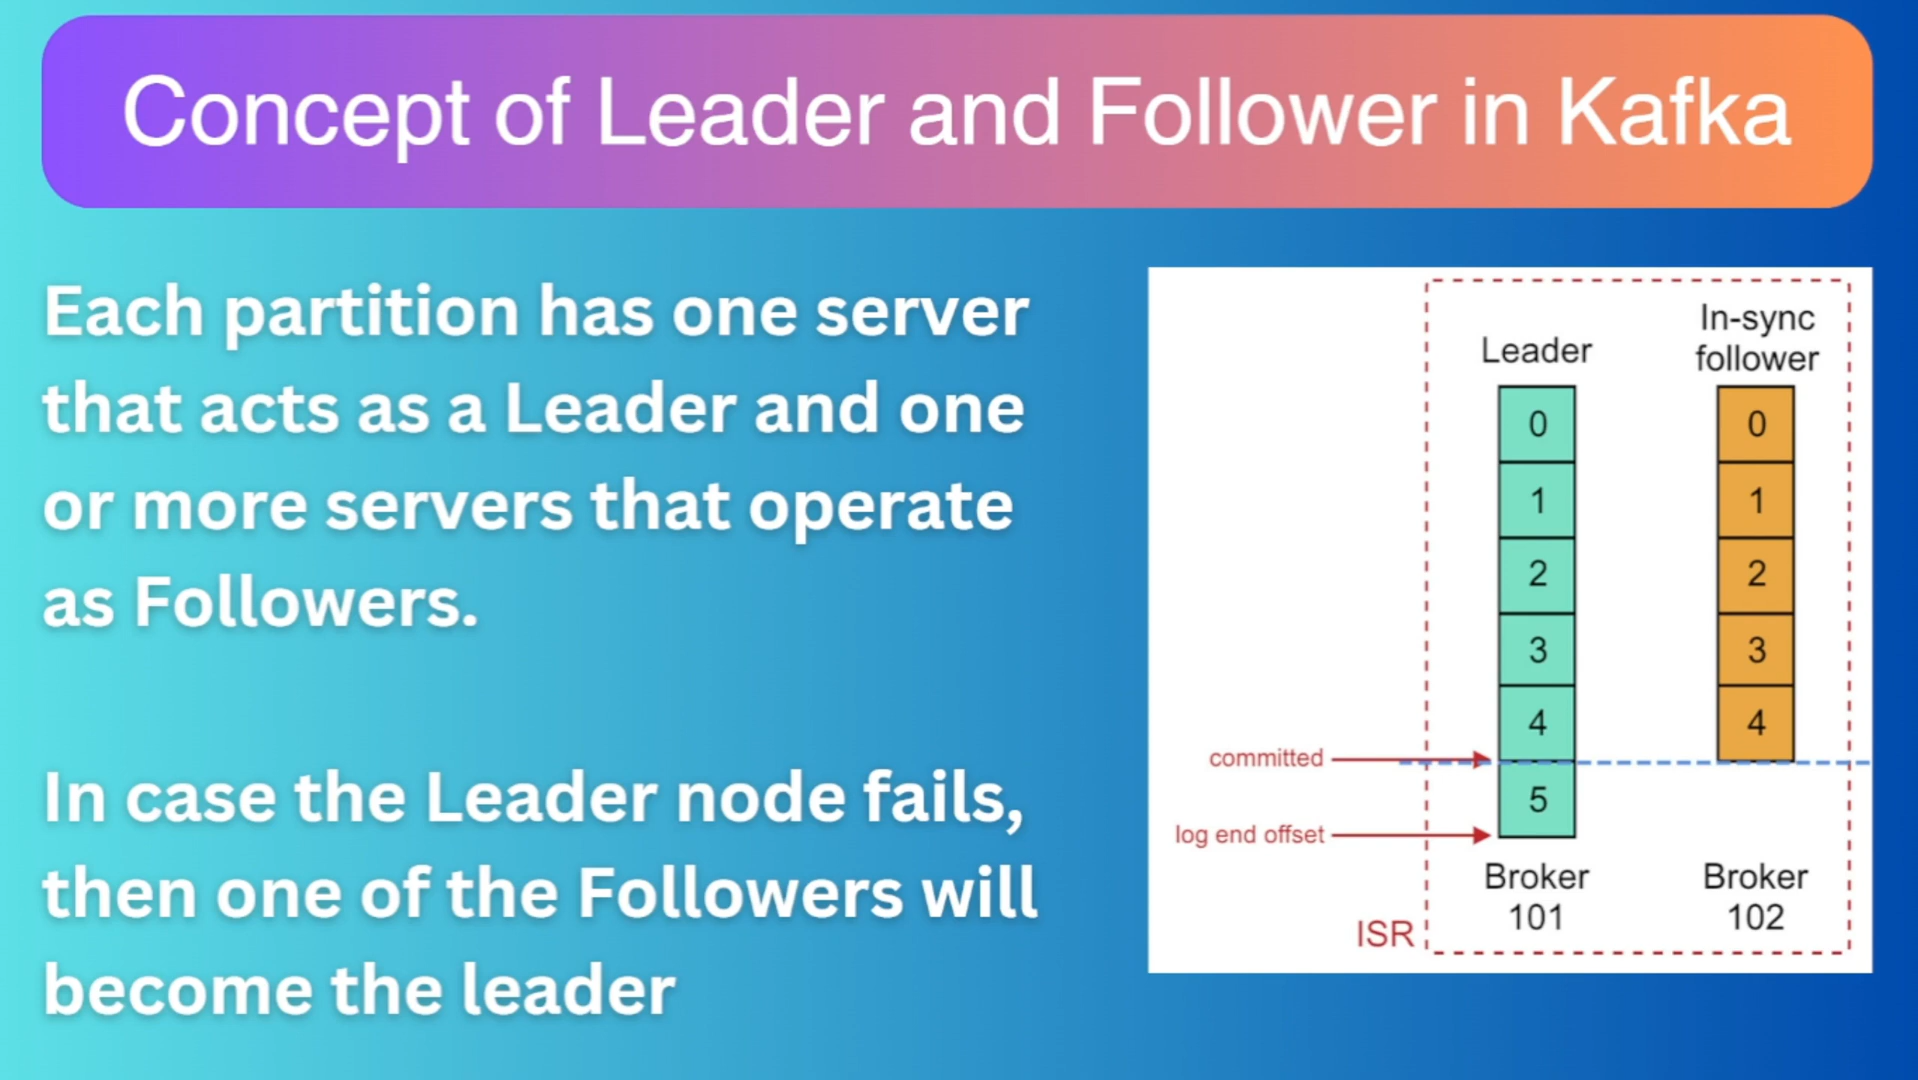 Concept of Leader and Follower in Kafka
Each partition has one server
that acts as a Leader and one
or more servers that operate
as Followers.
In case the Leader node fails,
then one of the Followers will
become the leader
Leader
In-sync
follower
0
1
2
3
4
5
0
1
2
3
4
committed
log end offset
Broker
101
Broker
102
ISR